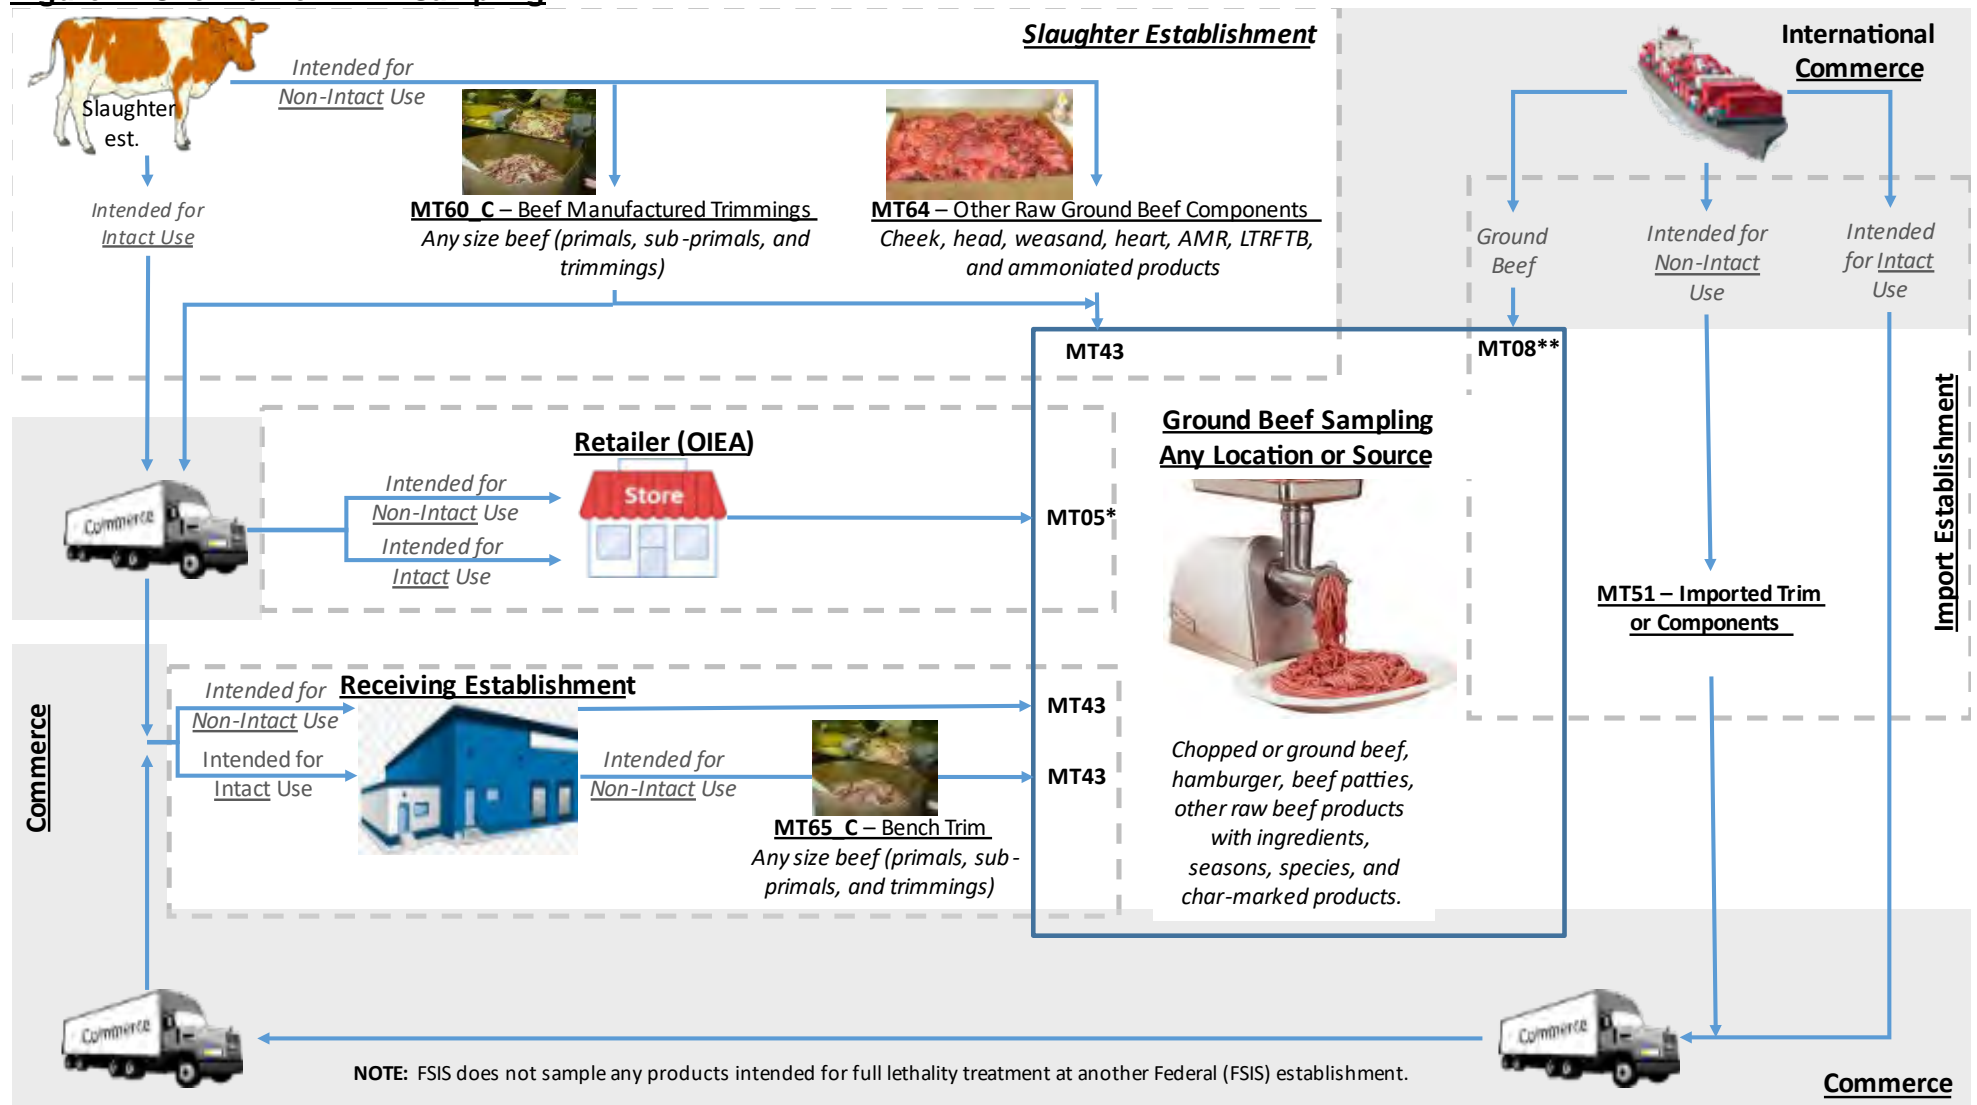 Slaughter Establishment
International
Commerce
Slaughter
est.
Intended for
Non-Intact Use
Intended for
Intact Use
MT60_C – Beef Manufactured Trimmings
Any size beef (primals, sub-primals, and
trimmings)
MT64 – Other Raw Ground Beef Components
Cheek, head, weasand, heart, AMR, LTRFTB,
and ammoniated products
Ground
Beef
Intended for
Non-Intact
Use
Intended
for Intact
Use
MT43
MT08**
Import Establishment
Retailer (OIEA)
Store
Commerce
Intended for
Non-Intact Use
Intended for
Intact Use
MT05*
Ground Beef Sampling
Any Location or Source
MT51 – Imported Trim
or Components
Commerce
Receiving Establishment
Intended for
Non-Intact Use
Intended for
Intact Use
Intended for
Non-Intact Use
MT43
MT43
MT65_C – Bench Trim
Any size beef (primals, sub-
primals, and trimmings)
Chopped or ground beef,
hamburger, beef patties,
other raw beef products
with ingredients,
seasons, species, and
char-marked products.
Commerce
Commerce
NOTE: FSIS does not sample any products intended for full lethality treatment at another Federal (FSIS) establishment.
Commerce